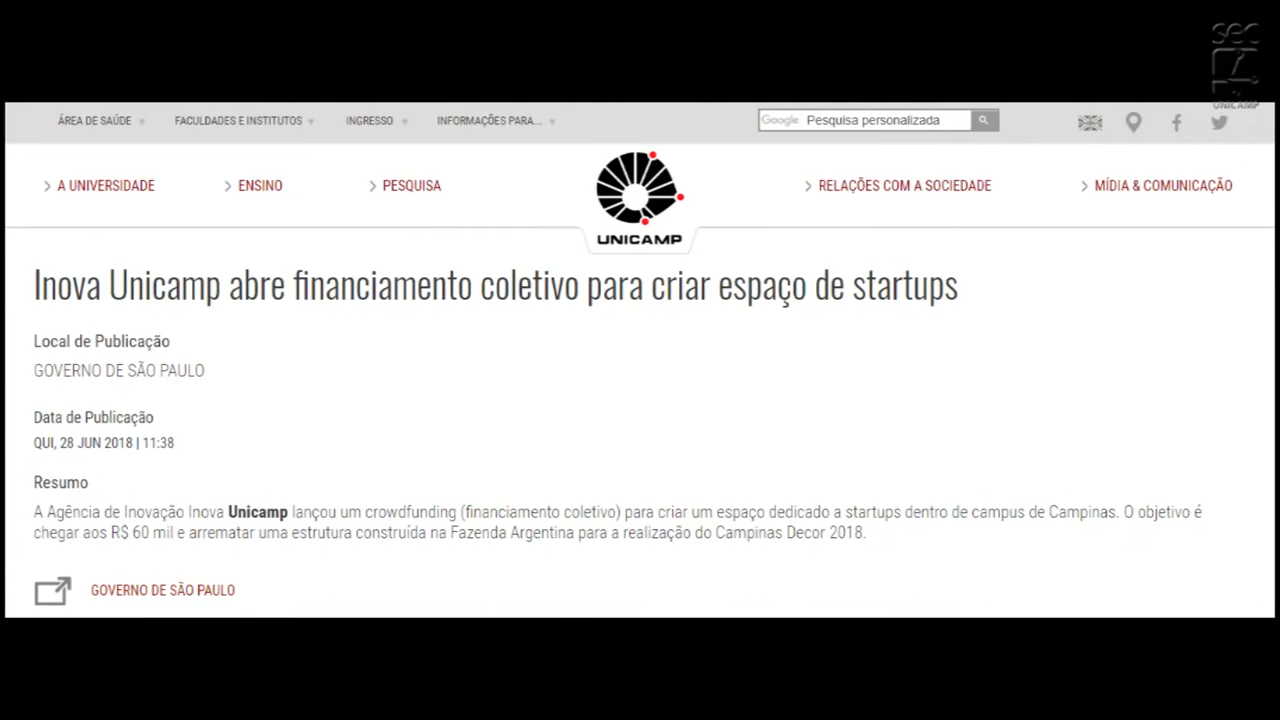 sec
UNICAMP
ÁREA DE SAÚDE FACULDADES E INSTITUTOS INGRESSO INFORMAÇÕES PARA... Google Pesquisa personalizada
A UNIVERSIDADE ENSINO PESQUISA RELAÇÕES COM A SOCIEDADE MÍDIA & COMUNICAÇÃO
UNICAMP
Inova Unicamp abre financiamento coletivo para criar espaço de startups
Local de Publicação
GOVERNO DE SÃO PAULO
Data de Publicação
QUI, 28 JUN 2018 | 11:38
Resumo
A Agência de Inovação Inova Unicamp lançou um crowdfunding (financiamento coletivo) para criar um espaço dedicado a startups dentro de campus de Campinas. O objetivo é
chegar aos R$ 60 mil e arrematar uma estrutura construída na Fazenda Argentina para a realização do Campinas Decor 2018.
GOVERNO DE SÃO PAULO